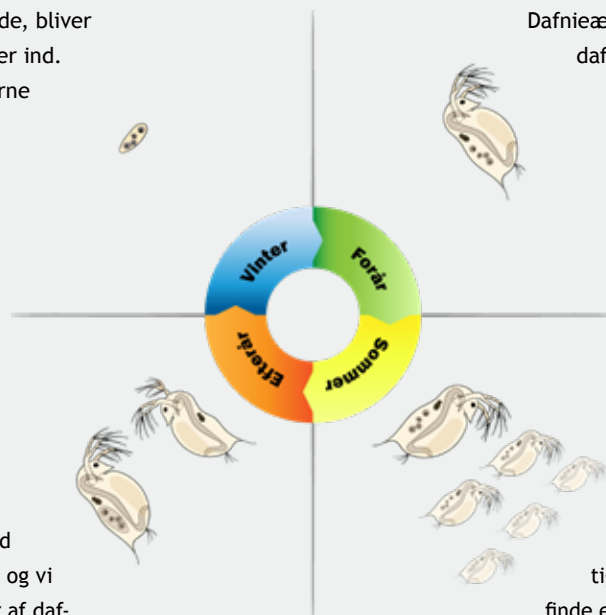 de, bliver
er ind.
rne
Dafnieæ
daf
Vinter
Forår
Efterår
Sommer
d
og vi
r af daf-
ti
finde e